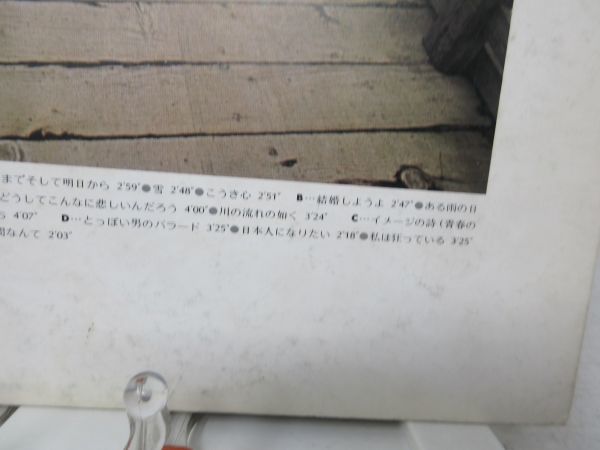 までそして明日から 2'59"●雪 2'48"●こうき心 2'51" B…結婚しようよ 2'47"●ある雨の日
どうしてこんなに悲しいんだろう 4'00"●川の流れの如く 3'24" C…イメージの詩(青春の
4'07" D…とっぽい男のバラード 3'25"●日本人になりたい 2'18"●私は狂っている 3'25"
なんて 2'03"